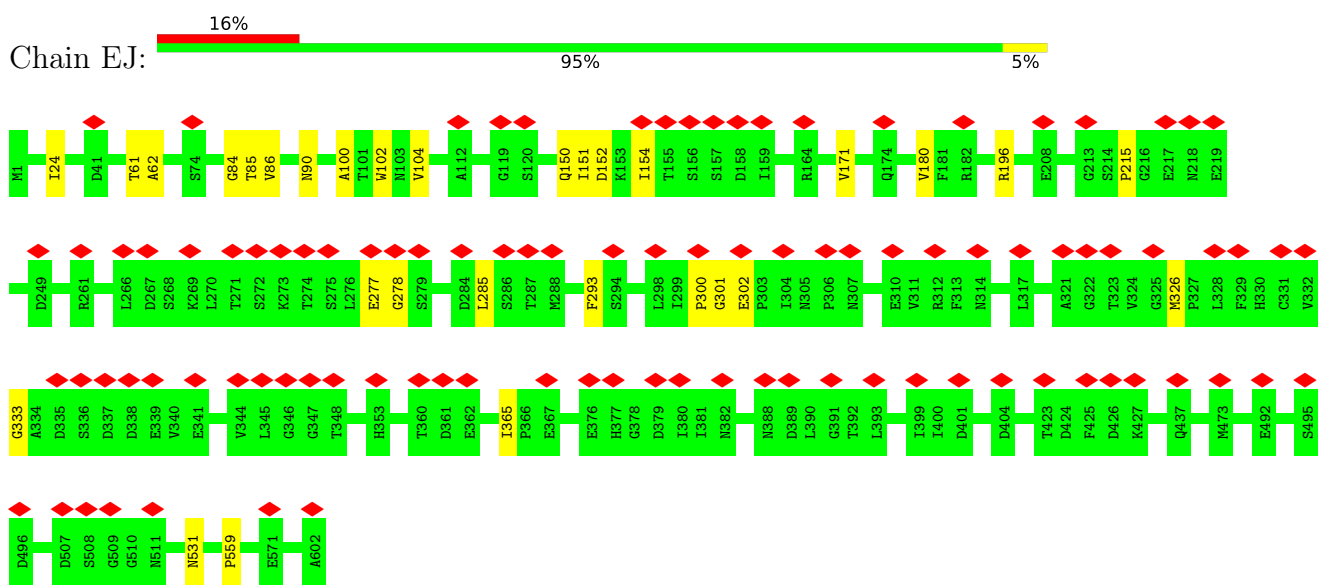 16%
Chain EJ:
95% 5%
M1 I24 D41 T61 A62 S74 G84 T85 V86 N90 A100 T101 W102 N103 V104 A112 G119 S120 Q150 I151 D152 K153 I154 T155 S156 S157 D158 I159 R164 V171 Q174 V180 F181 R182 R196 E208 G213 S214 P215 G216 E217 N218 E219
D249 R261 L266 D267 S268 K269 L270 T271 S272 K273 T274 S275 L276 E277 G278 S279 D284 L285 S286 T287 M288 F293 S294 L298 I299 P300 G301 E302 P303 I304 N305 P306 N307 E310 V311 R312 F313 N314 L317 A321 G322 T323 V324 G325 M326 P327 L328 F329 H330 C331 V332
G333 A334 D335 S336 D337 D338 E339 V340 E341 V344 L345 G346 G347 T348 H353 T360 D361 E362 I365 P366 E367 E376 H377 G378 D379 I380 I381 N382 N388 D389 L390 G391 T392 L393 I399 I400 D401 D404 T423 D424 F425 D426 K427 Q437 M473 E492 S495
D496 D507 S508 G509 G510 N511 N531 P559 E571 A602